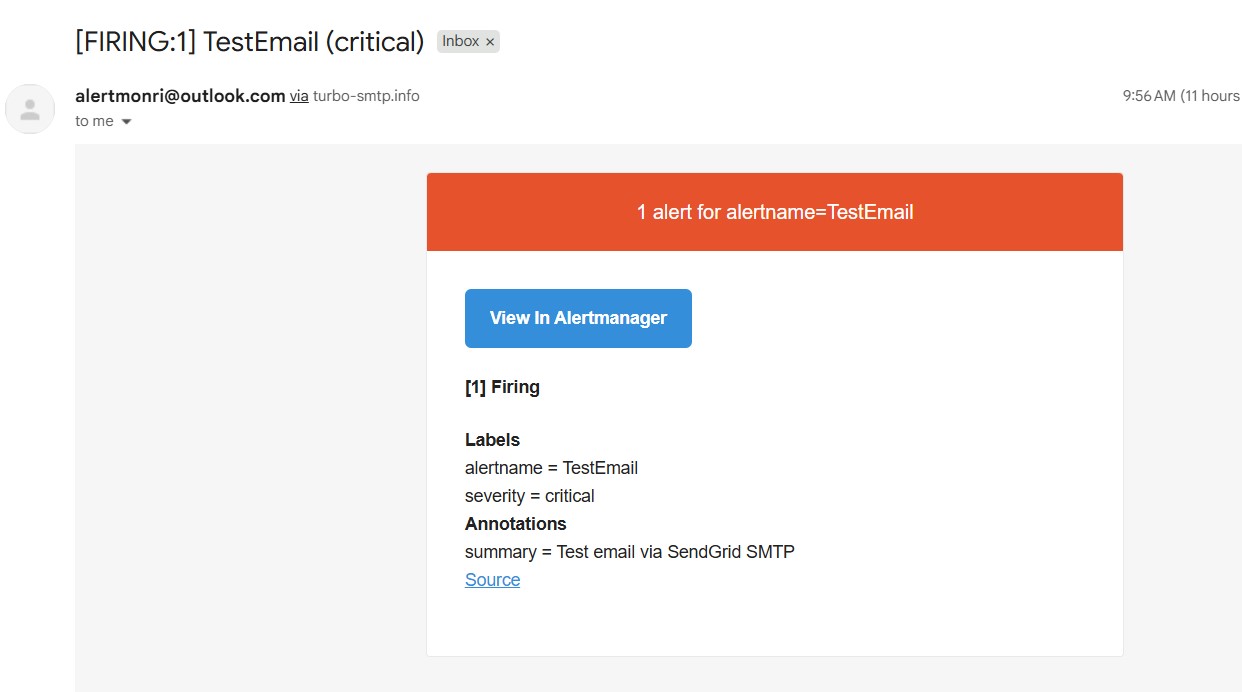 [FIRING:1] TestEmail (critical) Inbox ×
alertmonri@outlook.com via turbo-smtp.info 9:56 AM (11 hours
to me
1 alert for alertname=TestEmail
View In Alertmanager
[1] Firing
Labels
alertname = TestEmail
severity = critical
Annotations
summary = Test email via SendGrid SMTP
Source